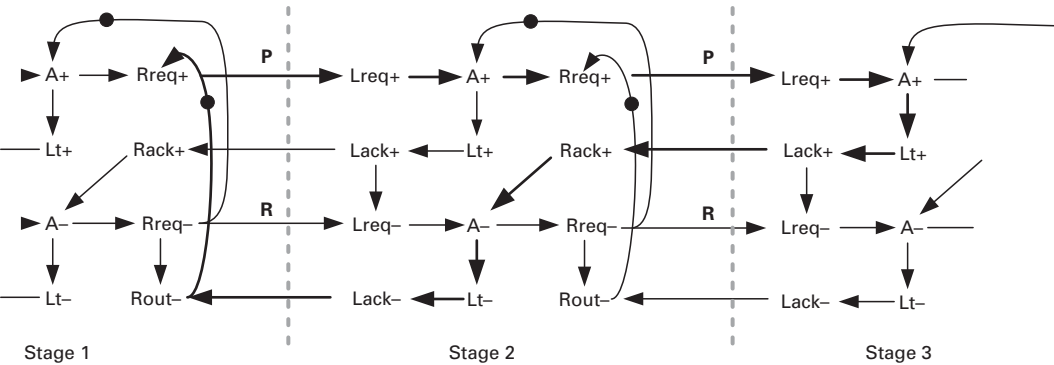 P P
A+ Rreq+ Lreq+ A+ Rreq+ Lreq+ A+
Lt+ Rack+ Lack+ Lt+ Rack+ Lack+ Lt+
R R
A– Rreq– Lreq– A– Rreq– Lreq– A–
Lt– Rout– Lack– Lt– Rout– Lack– Lt–
Stage 1 Stage 2 Stage 3